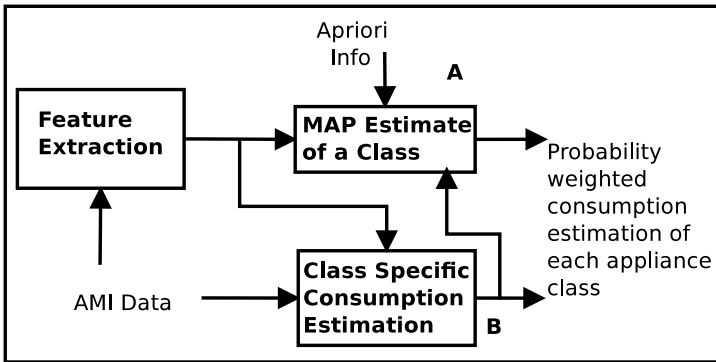 Apriori
Info
A
Feature
Extraction
MAP Estimate
of a Class
Probability
weighted
consumption
estimation of
each appliance
class
Class Specific
Consumption
Estimation
AMI Data
B